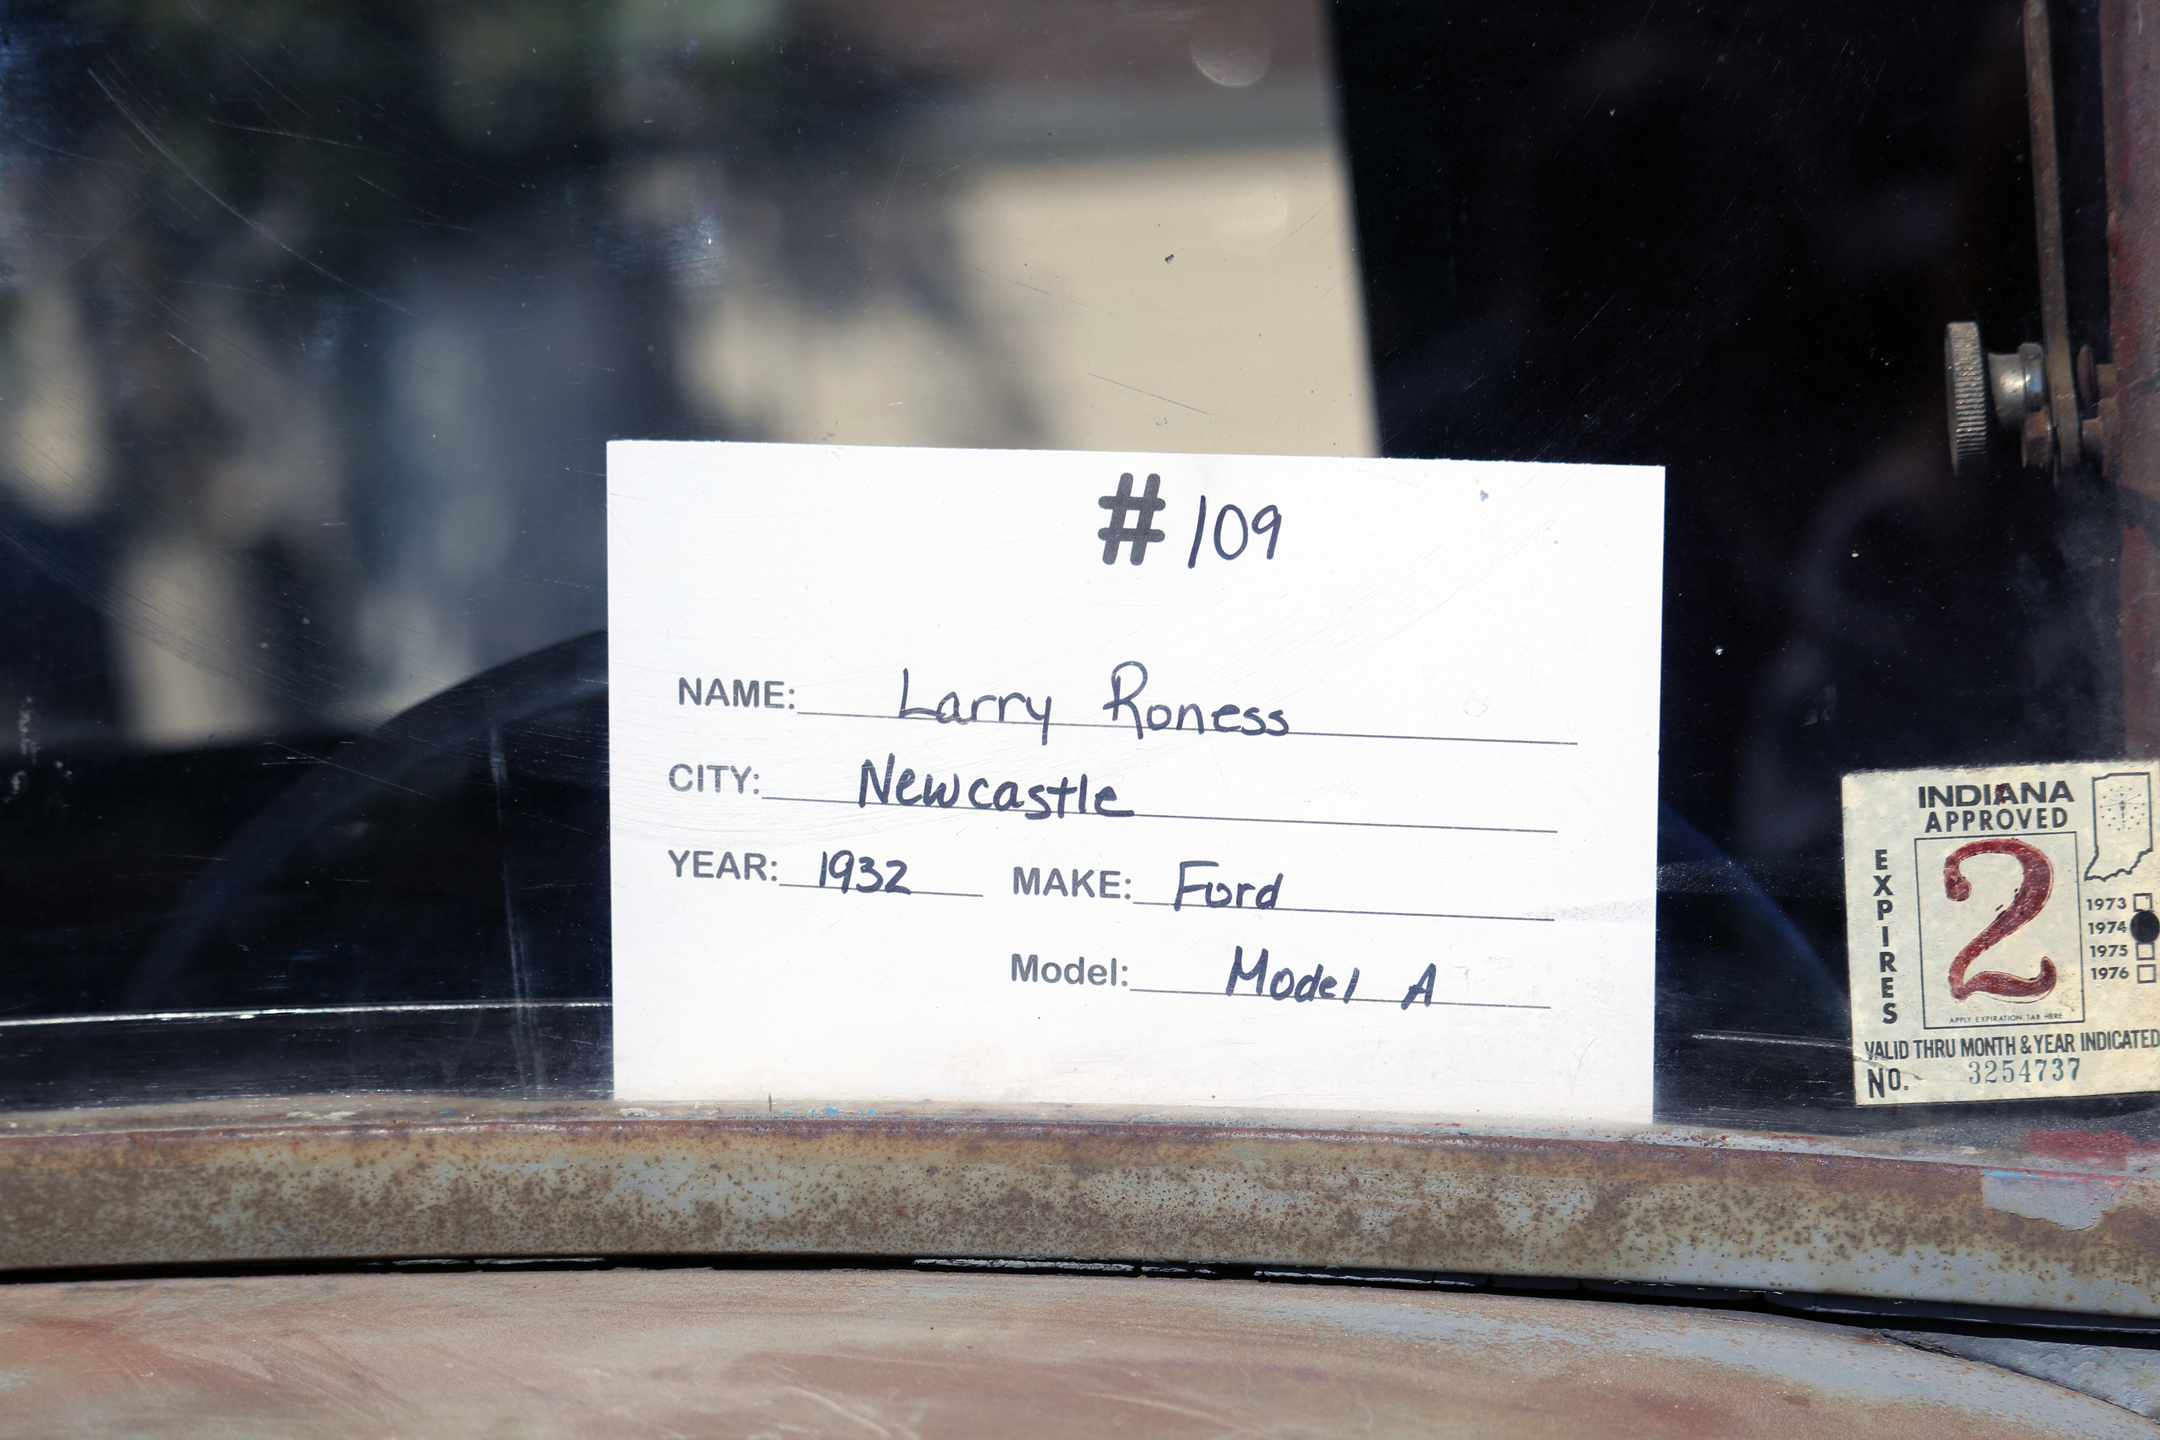 #109
NAME: Larry Roness
CITY: Newcastle
YEAR: 1932 MAKE: Ford
Model: Model A
INDIANA
APPROVED
EXPIRES
2
1973
1974
1975
1976
APPLY EXPIRATION TAB HERE
VALID THRU MONTH & YEAR INDICATED
NO. 3254737